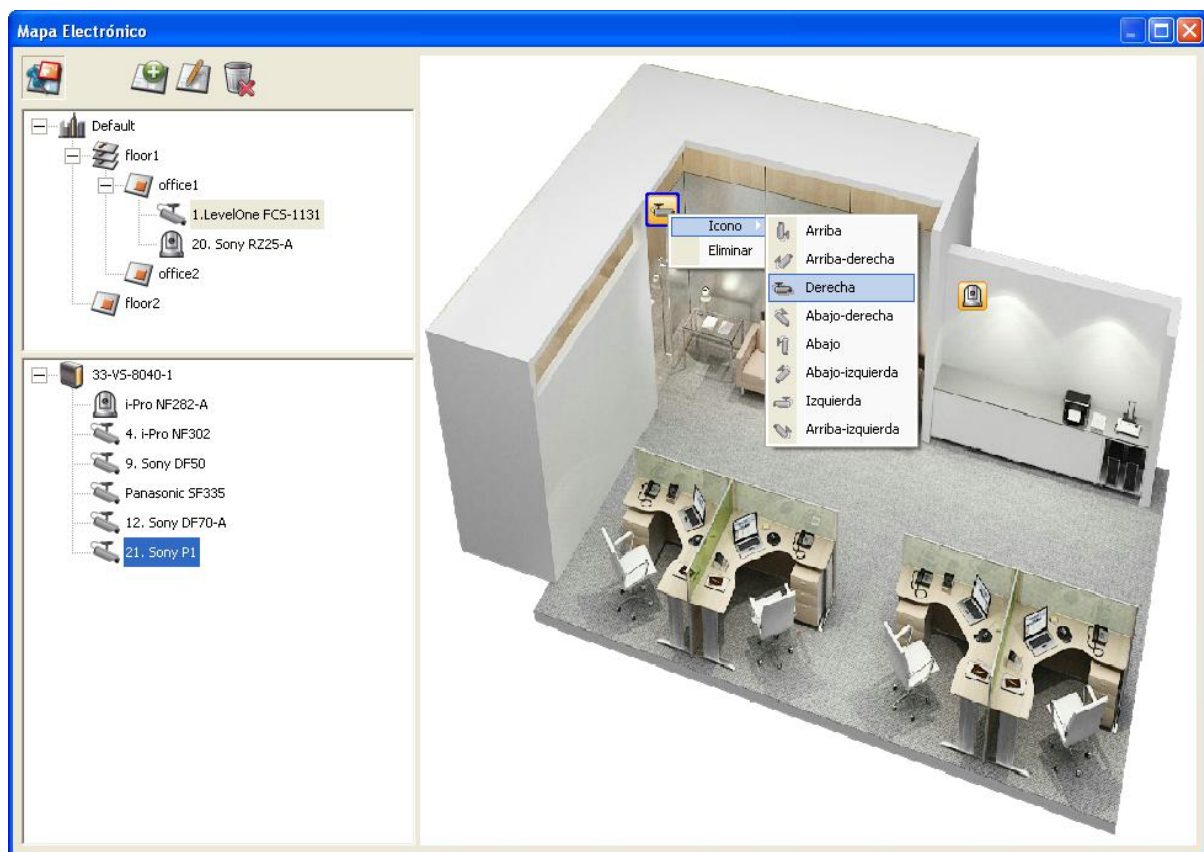 Mapa Electrónico
Default
floor1
office1
1.LevelOne FCS-1131
20. Sony RZ25-A
office2
floor2
33-VS-8040-1
i-Pro NF282-A
4. i-Pro NF302
9. Sony DF50
Panasonic SF335
12. Sony DF70-A
21. Sony P1
Icono
Eliminar
Arriba
Arriba-derecha
Derecha
Abajo-derecha
Abajo
Abajo-izquierda
Izquierda
Arriba-izquierda